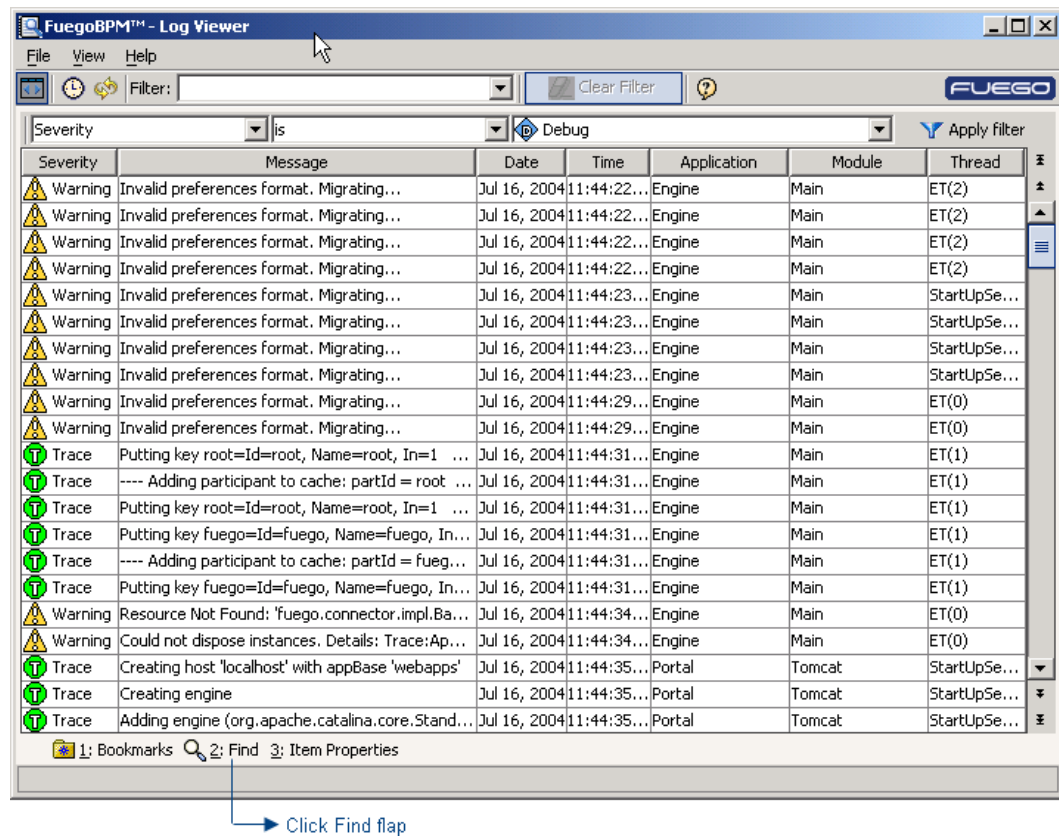 FuegoBPM™ - Log Viewer
File View Help
Filter: Clear Filter FUEGO
Severity is Debug Apply filter
Severity Message Date Time Application Module Thread
Warning Invalid preferences format. Migrating... Jul 16, 2004 11:44:22... Engine Main ET(2)
Warning Invalid preferences format. Migrating... Jul 16, 2004 11:44:22... Engine Main ET(2)
Warning Invalid preferences format. Migrating... Jul 16, 2004 11:44:22... Engine Main ET(2)
Warning Invalid preferences format. Migrating... Jul 16, 2004 11:44:22... Engine Main ET(2)
Warning Invalid preferences format. Migrating... Jul 16, 2004 11:44:23... Engine Main StartUpSe...
Warning Invalid preferences format. Migrating... Jul 16, 2004 11:44:23... Engine Main StartUpSe...
Warning Invalid preferences format. Migrating... Jul 16, 2004 11:44:23... Engine Main StartUpSe...
Warning Invalid preferences format. Migrating... Jul 16, 2004 11:44:23... Engine Main StartUpSe...
Warning Invalid preferences format. Migrating... Jul 16, 2004 11:44:29... Engine Main ET(0)
Warning Invalid preferences format. Migrating... Jul 16, 2004 11:44:29... Engine Main ET(0)
Trace Putting key root=Id=root, Name=root, In=1 ... Jul 16, 2004 11:44:31... Engine Main ET(1)
Trace ---- Adding participant to cache: partId = root ... Jul 16, 2004 11:44:31... Engine Main ET(1)
Trace Putting key root=Id=root, Name=root, In=1 ... Jul 16, 2004 11:44:31... Engine Main ET(1)
Trace Putting key fuego=Id=fuego, Name=fuego, In... Jul 16, 2004 11:44:31... Engine Main ET(1)
Trace ---- Adding participant to cache: partId = fueg... Jul 16, 2004 11:44:31... Engine Main ET(1)
Trace Putting key fuego=Id=fuego, Name=fuego, In... Jul 16, 2004 11:44:31... Engine Main ET(1)
Warning Resource Not Found: 'fuego.connector.impl.Ba... Jul 16, 2004 11:44:34... Engine Main ET(0)
Warning Could not dispose instances. Details: Trace:Ap... Jul 16, 2004 11:44:34... Engine Main ET(0)
Trace Creating host 'localhost' with appBase 'webapps' Jul 16, 2004 11:44:35... Portal Tomcat StartUpSe...
Trace Creating engine Jul 16, 2004 11:44:35... Portal Tomcat StartUpSe...
Trace Adding engine (org.apache.catalina.core.Stand... Jul 16, 2004 11:44:35... Portal Tomcat StartUpSe...
1: Bookmarks 2: Find 3: Item Properties
Click Find flap